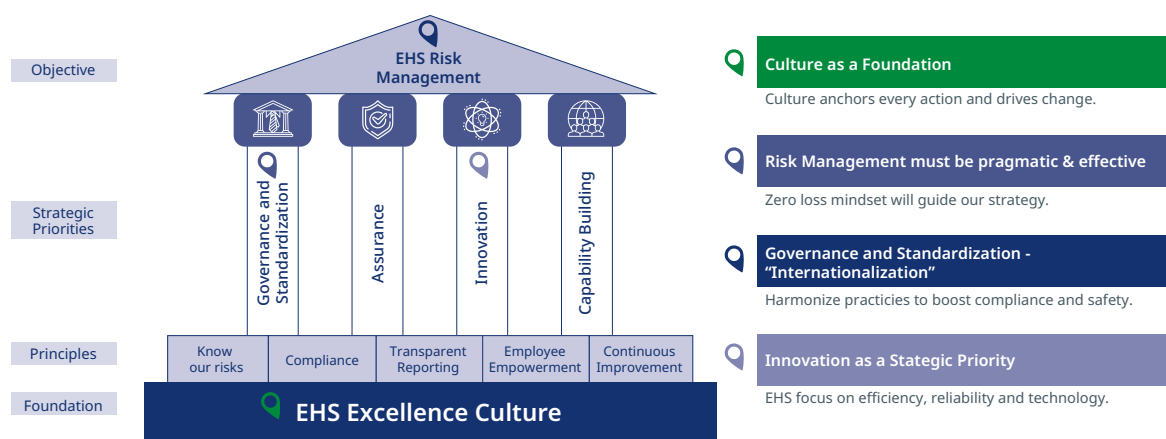 Objective
EHS Risk
Management
Strategic
Priorities
Governance and
Standardization
Assurance
Innovation
Capability Building
Principles
Know
our risks
Compliance
Transparent
Reporting
Employee
Empowerment
Continuous
Improvement
Foundation
EHS Excellence Culture
Culture as a Foundation
Culture anchors every action and drives change.
Risk Management must be pragmatic & effective
Zero loss mindset will guide our strategy.
Governance and Standardization -
“Internationalization”
Harmonize practicies to boost compliance and safety.
Innovation as a Stategic Priority
EHS focus on efficiency, reliability and technology.